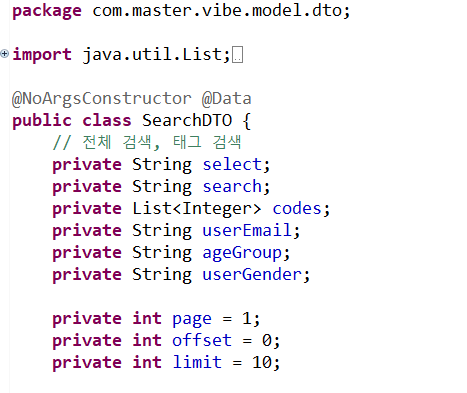 package com.master.vibe.model.dto;
import java.util.List;
@NoArgsConstructor @Data
public class SearchDTO {
// 전체 검색, 태그 검색
private String select;
private String search;
private List<Integer> codes;
private String userEmail;
private String ageGroup;
private String userGender;
private int page = 1;
private int offset = 0;
private int limit = 10;